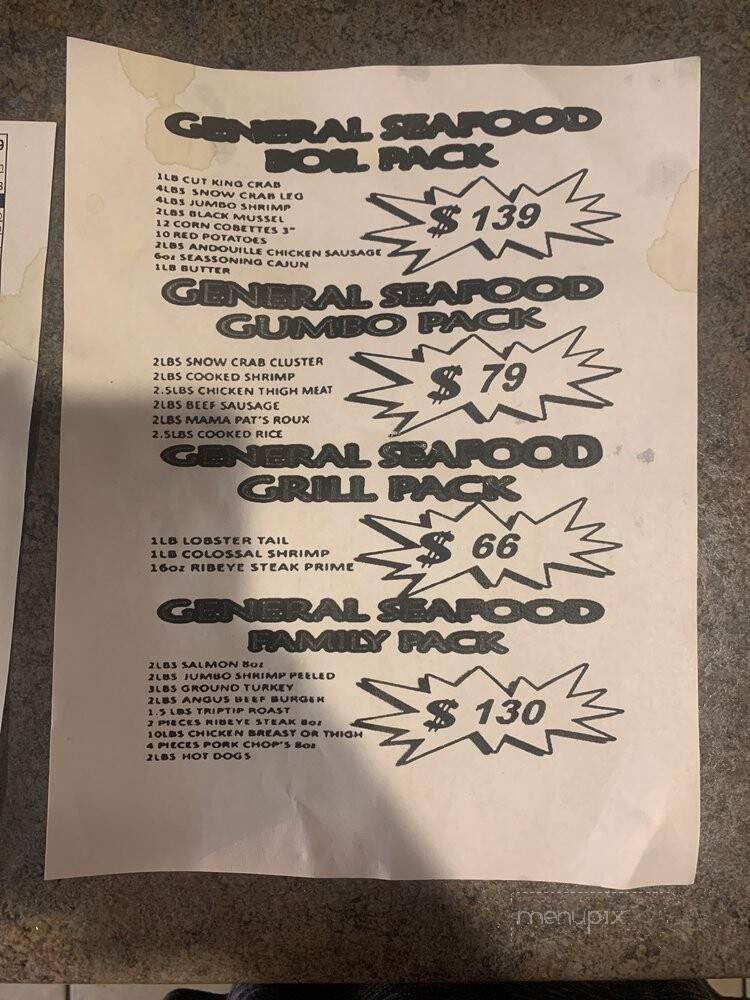 GENERAL SEAFOOD
BOIL PACK
1LB CUT KING CRAB
4LBS SNOW CRAB LEG
4LBS JUMBO SHRIMP
2LBS BLACK MUSSEL
12 CORN COBETTES 3"
10 RED POTATOES
2LBS ANDOUILLE CHICKEN SAUSAGE
6oz SEASSONING CAJUN
1LB BUTTER
$ 139
GENERAL SEAFOOD
GUMBO PACK
2LBS SNOW CRAB CLUSTER
2LBS COOKED SHRIMP
2.5LBS CHICKEN THIGH MEAT
2LBS BEEF SAUSAGE
2LBS MAMA PAT'S ROUX
2.5LBS COOKED RICE
$ 79
GENERAL SEAFOOD
GRILL PACK
1LB LOBSTER TAIL
1LB COLOSSAL SHRIMP
16oz RIBEYE STEAK PRIME
$ 66
GENERAL SEAFOOD
FAMILY PACK
2LBS SALMON 8oz
2LBS JUMBO SHRIMP PEELED
3LBS GROUND TURKEY
2LBS ANGUS BEEF BURGER
1.5 LBS TRIPTIP ROAST
2 PIECES RIBEYE STEAK 8oz
10LBS CHICKEN BREAST OR THIGH
4 PIECES PORK CHOP'S 8oz
2LBS HOT DOGS
$ 130
menupix